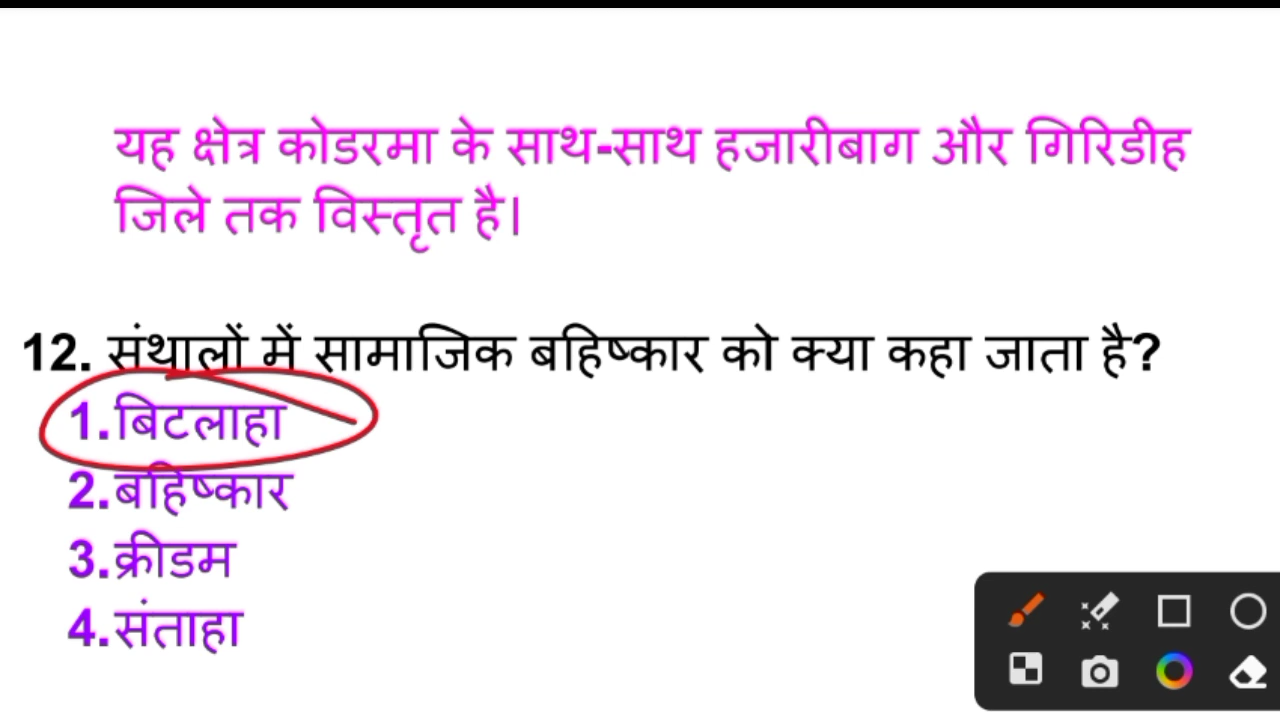 यह क्षेत्र कोडरमा के साथ-साथ हजारीबाग और गिरिडीह
जिले तक विस्तृत है।
12. संथालों में सामाजिक बहिष्कार को क्या कहा जाता है?
1.बिटलाहा
2.बहिष्कार
3.क्रीडम
4.संताहा